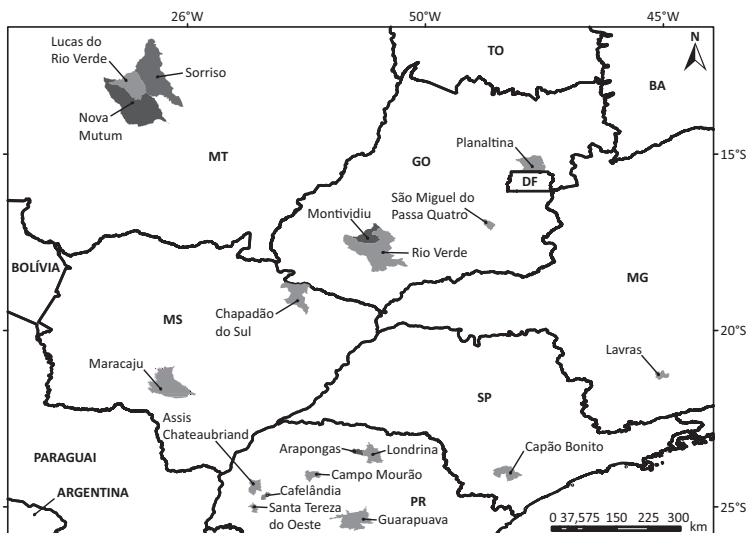 26°W
50°W
45°W
N
Lucas do
Rio Verde
Sorriso
Nova
Mutum
MT
TO
BA
GO
Planaltina
DF
15°S
São Miguel do
Passa Quatro
Montividiu
Rio Verde
BOLÍVIA
MG
Chapadão
do Sul
MS
20°S
Maracaju
Lavras
SP
Assis
Chateaubriand
PARAGUAI
ARGENTINA
Arapongas
Londrina
Campo Mourão
Capão Bonito
Cafelândia
PR
Santa Tereza
do Oeste
Guarapuava
25°S
0 37,575 150 225 300
km